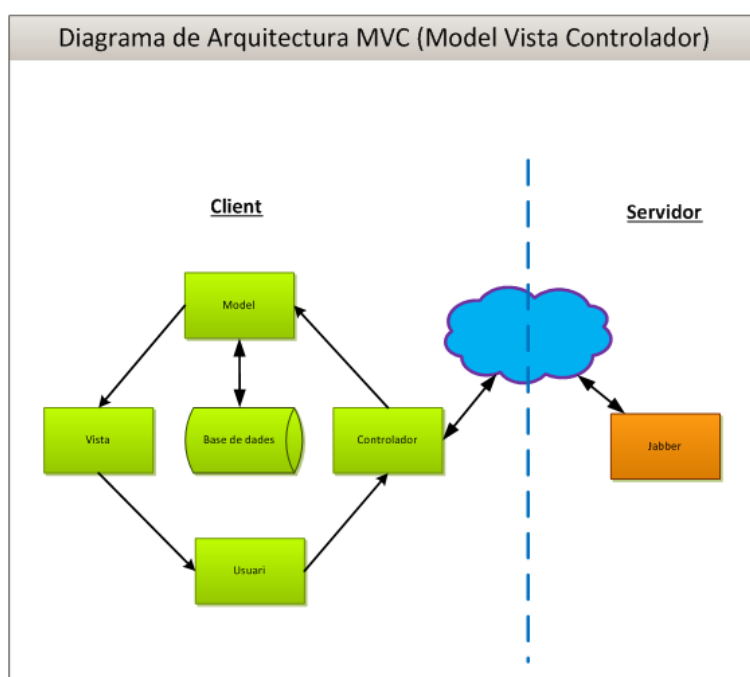 Diagrama de Arquitectura MVC (Model Vista Controlador)
Client
Servidor
Model
Vista
Base de dades
Controlador
Jabber
Usuari